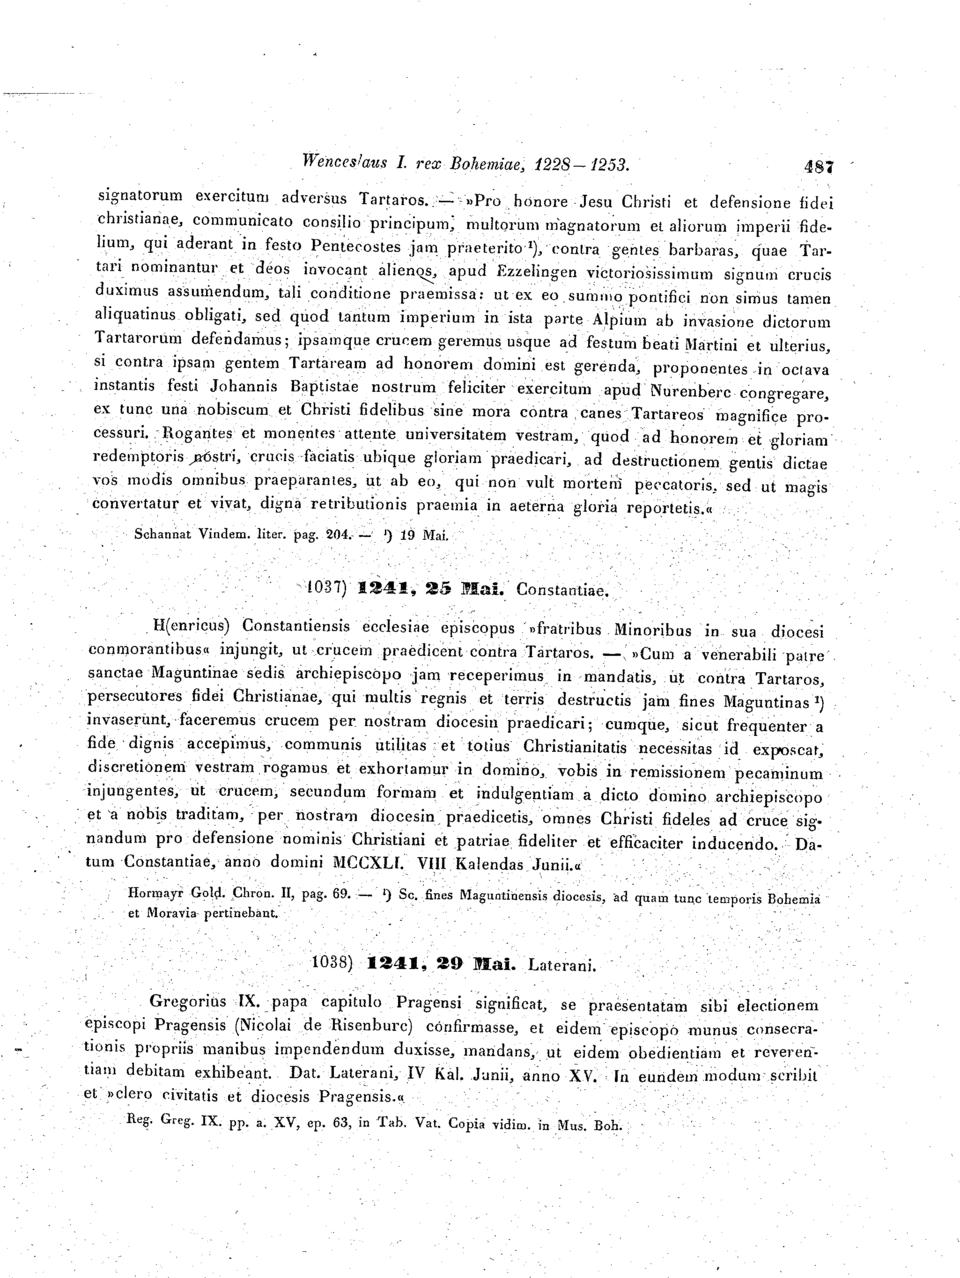 Wenceslaus I. rex Bohemiae, 1228—1253. 487
signatorum exercitum adversus Tartaros. — »Pro honore Jesu Christi et defensione fidei
christianae, communicato consilio principum, multorum magnatorum et aliorum imperii fide-
lium, qui aderant in festo Pentecostes jam praeterito ¹), contra gentes barbaras, quae Tar-
tari nominantur et deos invocant alienos, apud Ezzelingen victoriosissimum signum crucis
duximus assumendum, tali conditione praemissa: ut ex eo summo pontifici non simus tamen
aliquatinus obligati, sed quod tantum imperium in ista parte Alpium ab invasione dictorum
Tartarorum defendamus; ipsamque crucem geremus usque ad festum beati Martini et ulterius,
si contra ipsam gentem Tartaream ad honorem domini est gerenda, proponentes in octava
instantis festi Johannis Baptistae nostrum feliciter exercitum apud Nurenberc congregare,
ex tunc una nobiscum et Christi fidelibus sine mora contra canes Tartareos magnifice pro-
cessuri. Rogantes et monentes attente universitatem vestram, quod ad honorem et gloriam
redemptoris nostri, crucis faciatis ubique gloriam praedicari, ad destructionem gentis dictae
vos modis omnibus praeparantes, ut ab eo, qui non vult mortem peccatoris, sed ut magis
convertatur et vivat, digna retributionis praemia in aeterna gloria reportetis.«
Schannat Vindem. liter. pag. 204. — ¹) 19 Mai.
1037) 1241, 25 Mai. Constantiae.
H(enricus) Constantiensis ecclesiae episcopus »fratribus Minoribus in sua diocesi
conmorantibus« injungit, ut crucem praedicent contra Tartaros. — »Cum a venerabili patre
sanctae Maguntinae sedis archiepiscopo jam receperimus in mandatis, ut contra Tartaros,
persecutores fidei Christianae, qui multis regnis et terris destructis jam fines Maguntinas ¹)
invaserunt, faceremus crucem per nostram diocesin praedicari; cumque, sicut frequenter a
fide dignis accepimus, communis utilitas et totius Christianitatis necessitas id exposcat,
discretionem vestram rogamus et exhortamur in domino, vobis in remissionem pecaminum
injungentes, ut crucem, secundum formam et indulgentiam a dicto domino archiepiscopo
et a nobis traditam, per nostram diocesin praedicetis, omnes Christi fideles ad cruce sig-
nandum pro defensione nominis Christiani et patriae fideliter et efficaciter inducendo. Da-
tum Constantiae, anno domini MCCXLI. VIII Kalendas Junii.«
Hormayr Gold. Chron. II, pag. 69. — ¹) Sc. fines Maguntinensis diocesis, ad quam tunc temporis Bohemia
et Moravia pertinebant.
1038) 1241, 29 Mai. Laterani.
Gregorius IX. papa capitulo Pragensi significat, se praesentatam sibi electionem
episcopi Pragensis (Nicolai de Risenburc) confirmasse, et eidem episcopo munus consecra-
tionis propriis manibus impendendum duxisse, mandans, ut eidem obedientiam et reveren-
tiam debitam exhibeant. Dat. Laterani, IV Kal. Junii, anno XV. In eundem modum scribit
et »clero civitatis et diocesis Pragensis.«
Reg. Greg. IX. pp. a. XV, ep. 63, in Tab. Vat. Copia vidim. in Mus. Boh.